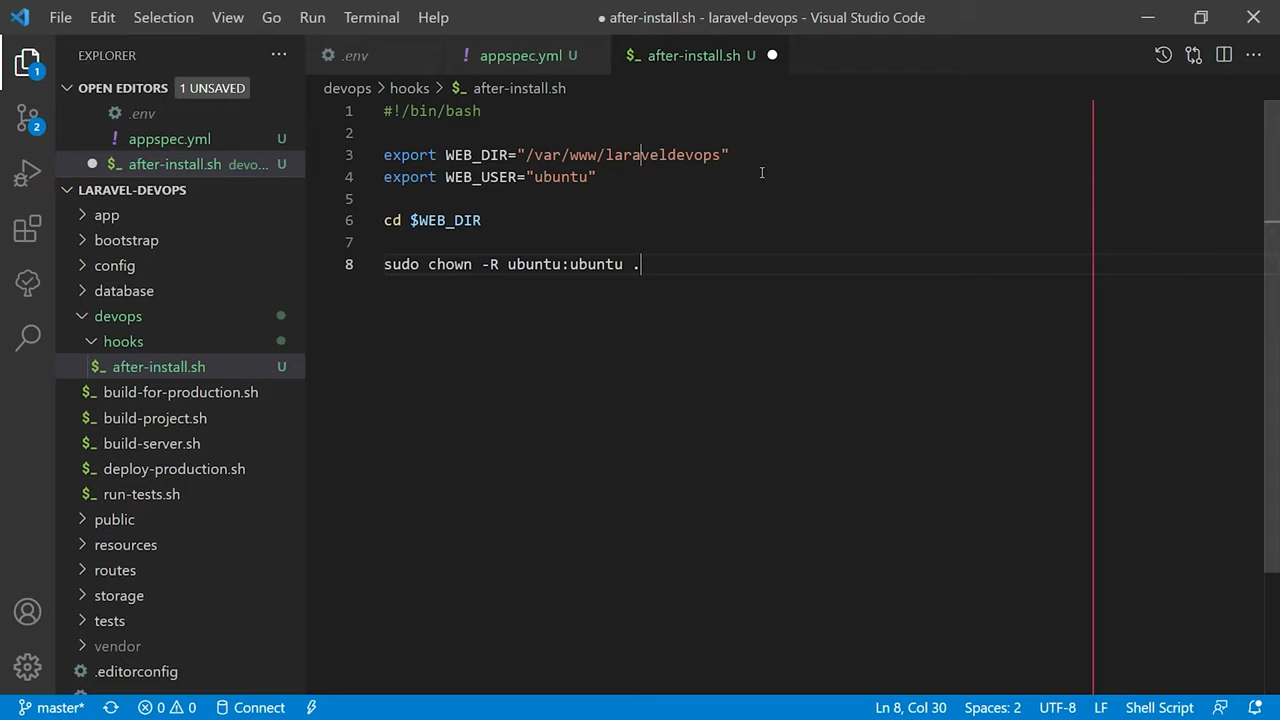 File Edit Selection View Go Run Terminal Help
● after-install.sh - laravel-devops - Visual Studio Code
EXPLORER
.env
! appspec.yml U
$_ after-install.sh U
OPEN EDITORS 1 UNSAVED
.env
! appspec.yml U
$_ after-install.sh devo... U
LARAVEL-DEVOPS
app
bootstrap
config
database
devops
hooks
$_ after-install.sh U
$_ build-for-production.sh
$_ build-project.sh
$_ build-server.sh
$_ deploy-production.sh
$_ run-tests.sh
public
resources
routes
storage
tests
vendor
.editorconfig
1
2
devops > hooks > $_ after-install.sh
1 #!/bin/bash
2
3 export WEB_DIR="/var/www/laraveldevops"
4 export WEB_USER="ubuntu"
5
6 cd $WEB_DIR
7
8 sudo chown -R ubuntu:ubuntu .
master* 0 0 Connect
Ln 8, Col 30 Spaces: 2 UTF-8 LF Shell Script